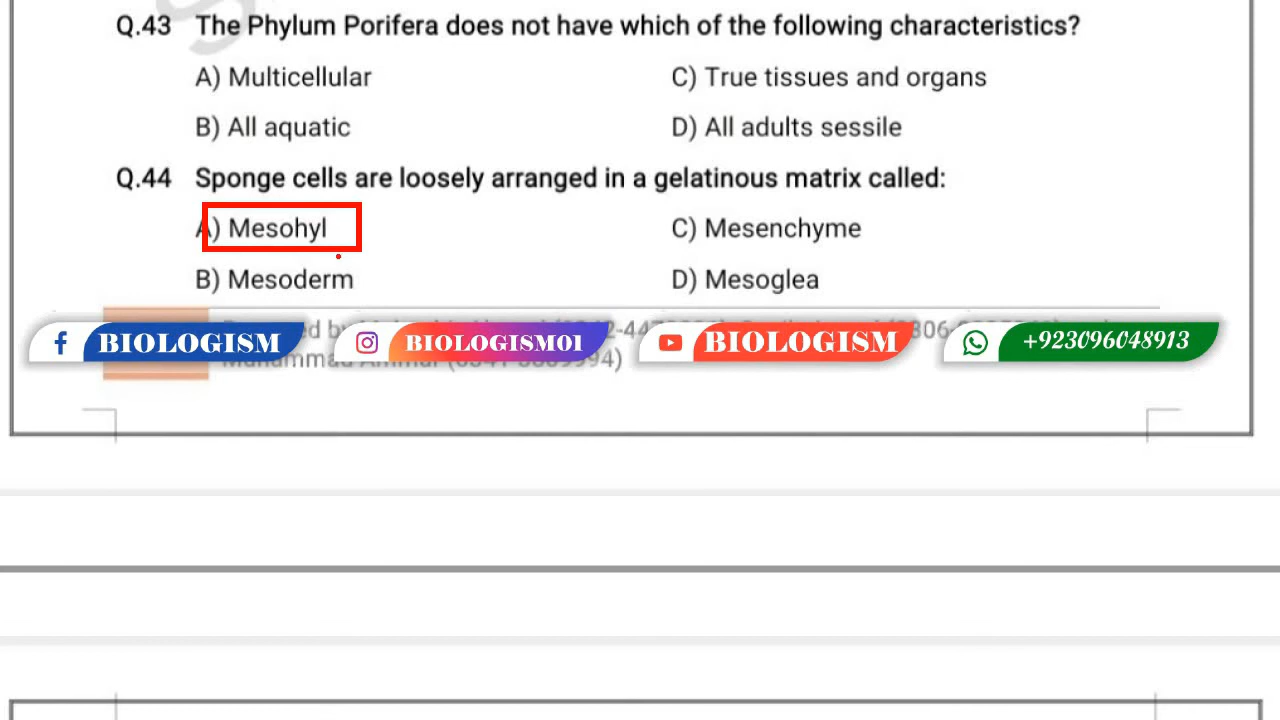 Q.43 The Phylum Porifera does not have which of the following characteristics?
A) Multicellular C) True tissues and organs
B) All aquatic D) All adults sessile
Q.44 Sponge cells are loosely arranged in a gelatinous matrix called:
A) Mesohyl C) Mesenchyme
B) Mesoderm D) Mesoglea
BIOLOGISM BIOLOGISM01 BIOLOGISM +923096048913